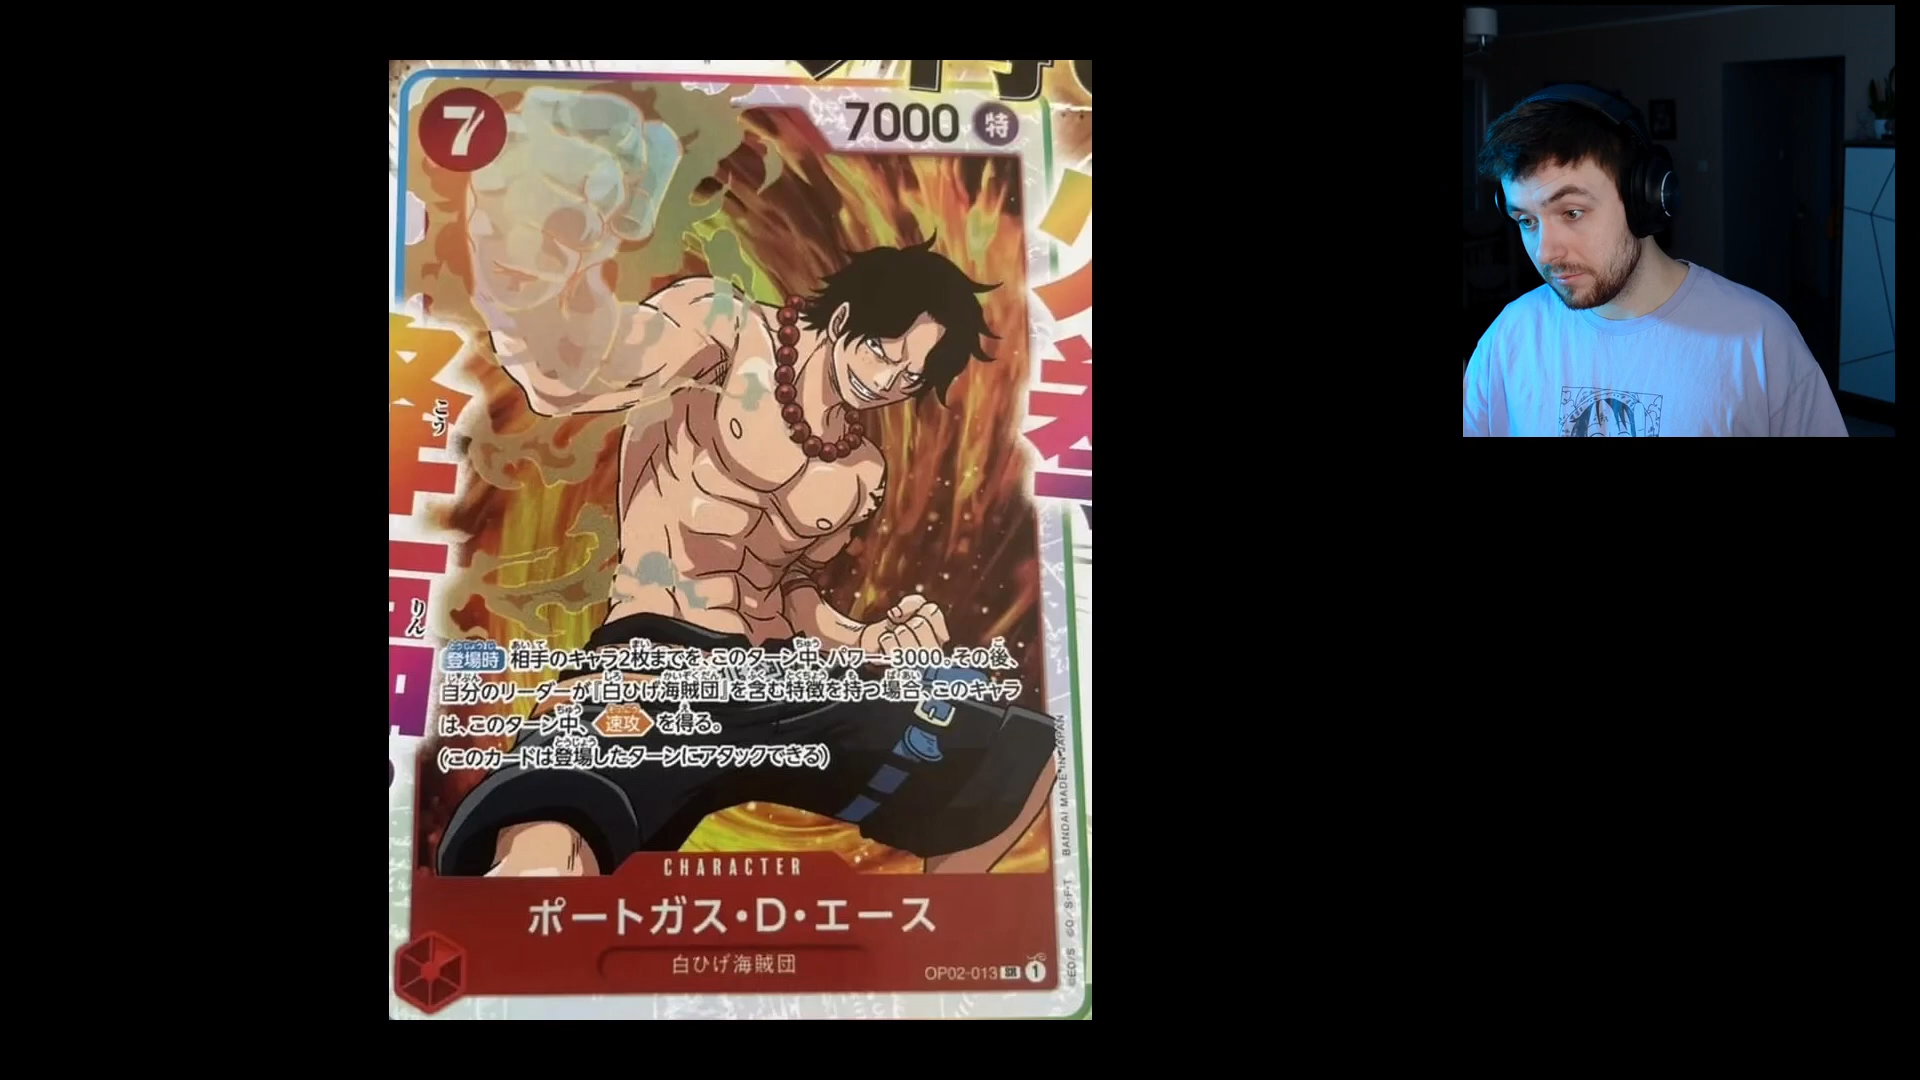 7
7000 特
登場時 相手のキャラ2枚までを、このターン中、パワー-3000。その後、
自分のリーダーが『白ひげ海賊団』を含む特徴を持つ場合、このキャラ
は、このターン中、速攻を得る。
(このカードは登場したターンにアタックできる)
CHARACTER
ポートガス・D・エース
白ひげ海賊団
OP02-013 SR 1
BANDAI MADE IN JAPAN
こう
りん